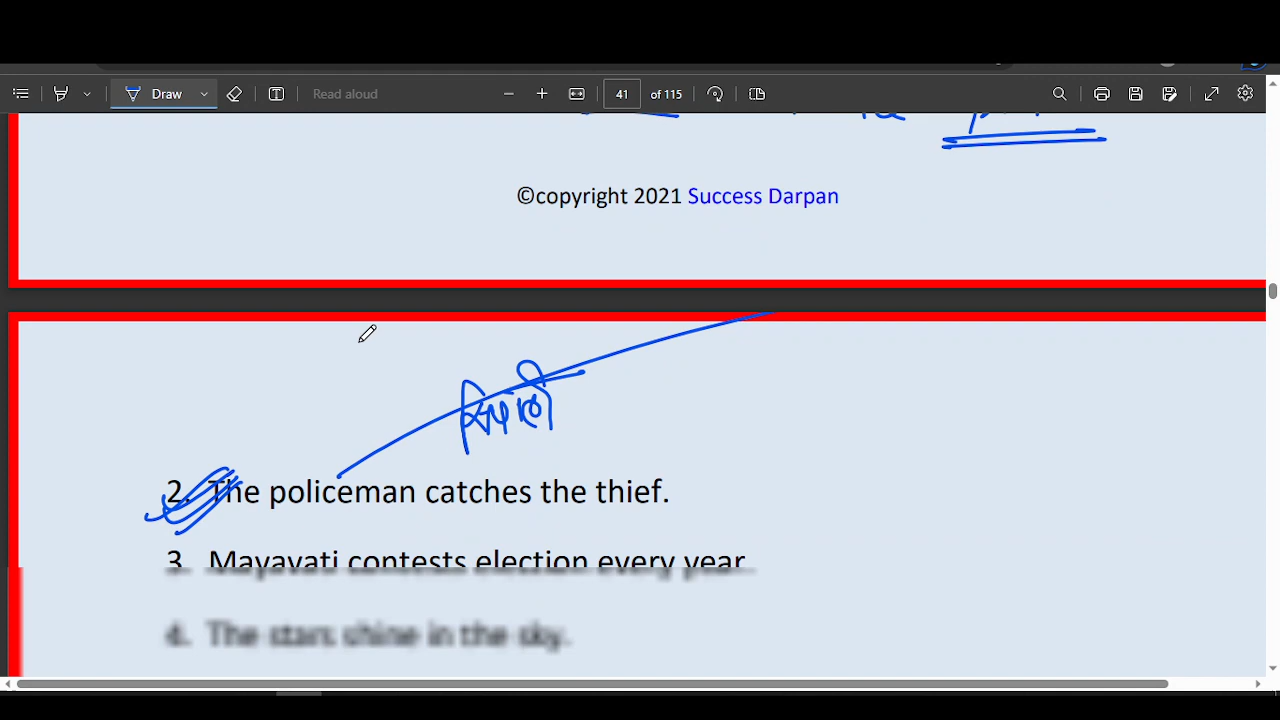 Draw
Read aloud
41 of 115
©copyright 2021 Success Darpan
2. The policeman catches the thief.
3. Mayavati contests election every year.
4. The stars shine in the sky.